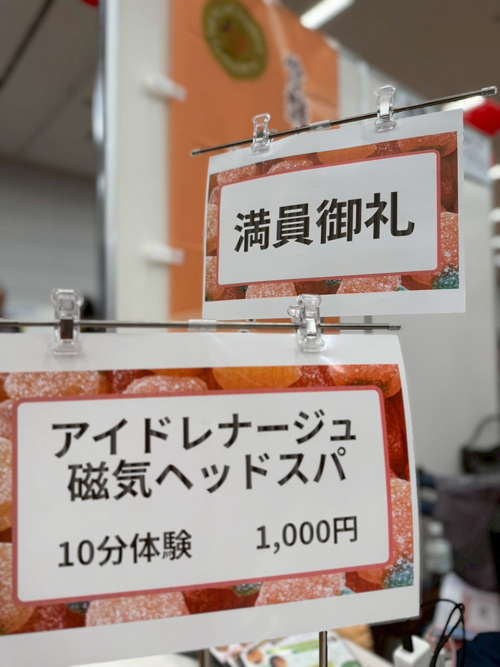 満員御礼
アイドレナージュ
磁気ヘッドスパ
10分体験 1,000円